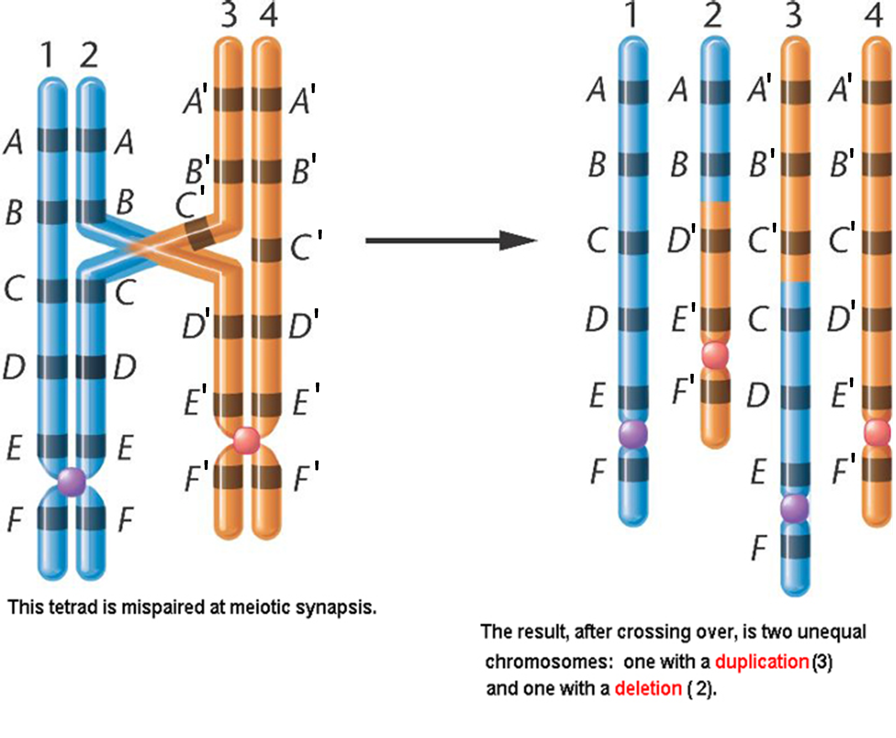 1 2 3 4
A A A' A'
B B B' B'
C C C' C'
D D D' D'
E E E' E'
F F F' F'
1 2 3 4
A A A' A'
B B B' B'
C D' C' C'
D E' C D'
E F' D E'
F E F'
F
This tetrad is mispaired at meiotic synapsis.
The result, after crossing over, is two unequal
chromosomes: one with a duplication (3)
and one with a deletion ( 2).